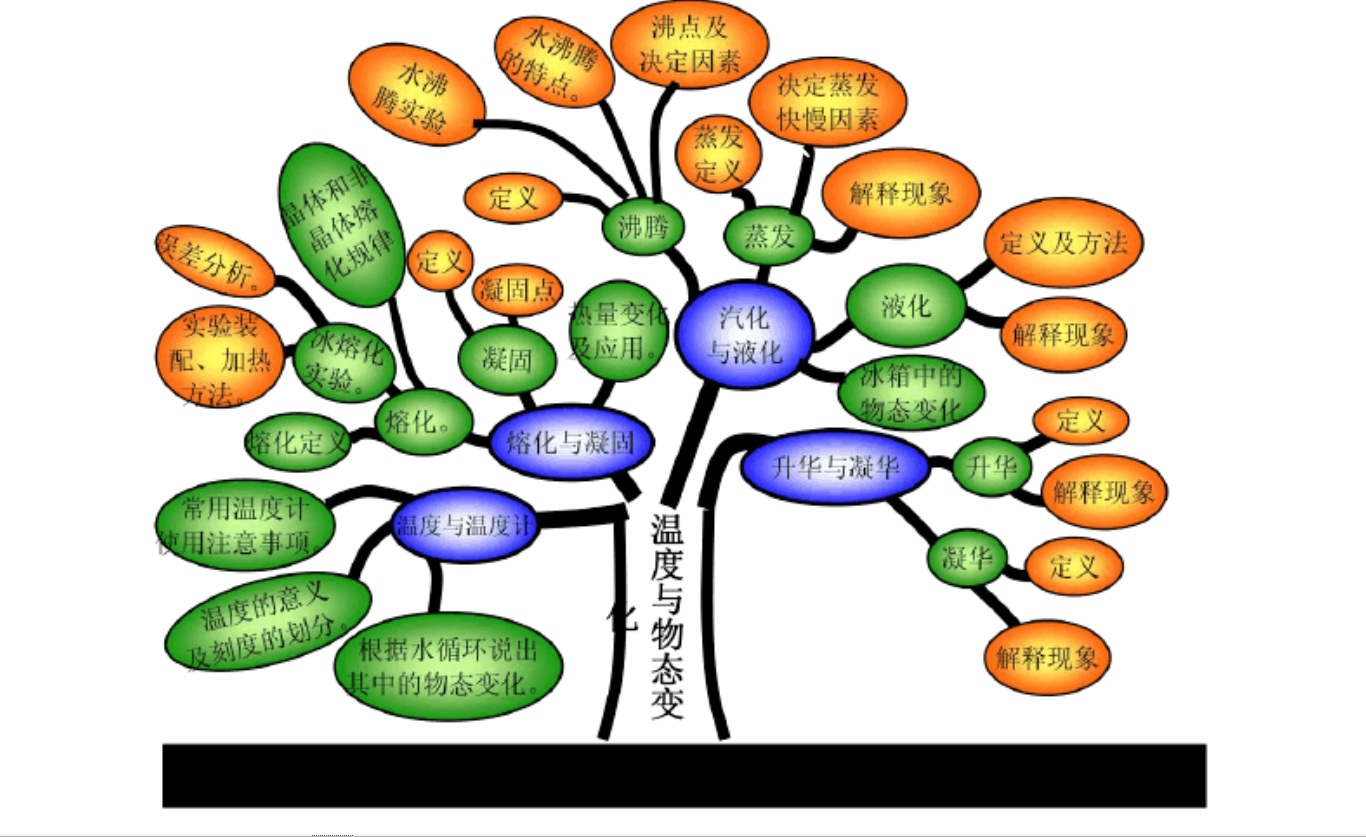 沸点及
决定因素
水沸腾
的特点。
水沸
腾实验
决定蒸发
快慢因素
蒸发
定义
解释现象
定义
沸腾
蒸发
晶体和非
晶体熔
化规律
误差分析。
定义
凝固点
热量变化
及应用。
汽化
与液化
液化
定义及方法
解释现象
实验装
配、加热
方法。
冰熔化
实验。
凝固
冰箱中的
物态变化
熔化定义
熔化。
熔化与凝固
升华与凝华
升华
定义
解释现象
常用温度计
使用注意事项。
温度与温度计
凝华
定义
解释现象
温度的意义
及刻度的划分。
根据水循环说出
其中的物态变化。
温度与物态变
化